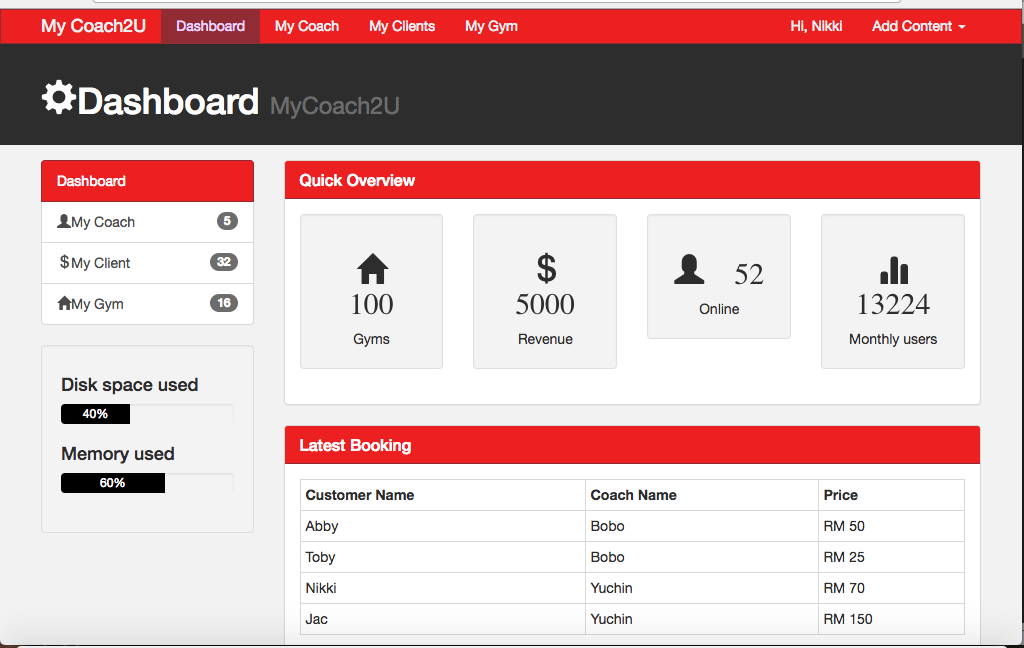 My Coach2U Dashboard My Coach My Clients My Gym Hi, Nikki Add Content
Dashboard MyCoach2U
Dashboard
My Coach 5
$My Client 32
My Gym 16
Disk space used
40%
Memory used
60%
Quick Overview
100
Gyms
$
5000
Revenue
52
Online
13224
Monthly users
Latest Booking
Customer Name Coach Name Price
Abby Bobo RM 50
Toby Bobo RM 25
Nikki Yuchin RM 70
Jac Yuchin RM 150